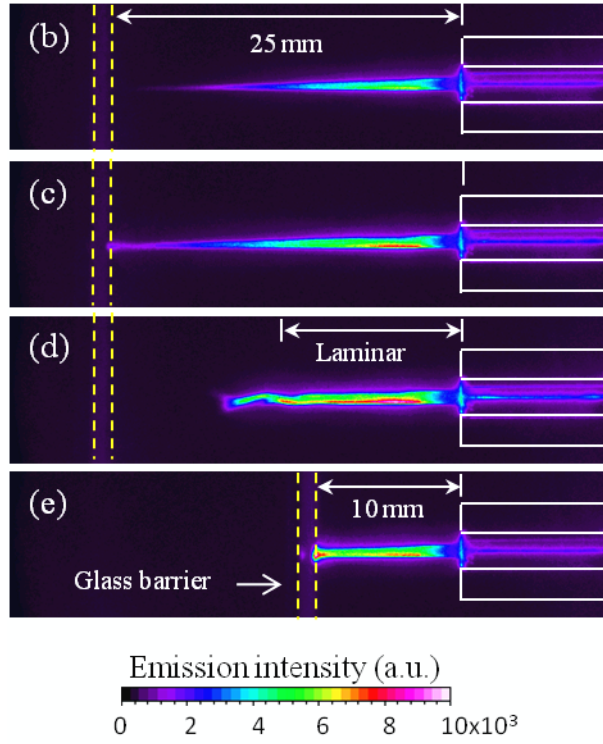 (b)
25 mm
(c)
(d)
Laminar
(e)
10 mm
Glass barrier
Emission intensity (a.u.)
0 2 4 6 8 10x10³